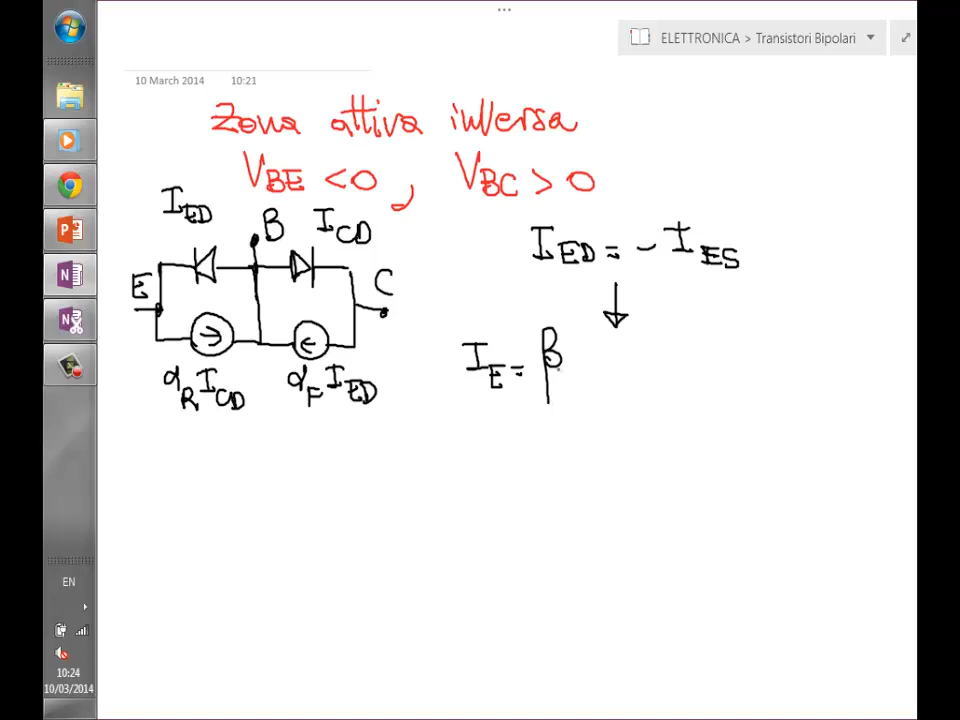 ELETTRONICA > Transistori Bipolari
10 March 2014 10:21
Zona attiva inversa
VBE < 0 , VBC > 0
IED
B
ICD
E
C
αR ICD
αF IED
IED = - IES
IE = β
EN
10:24
10/03/2014